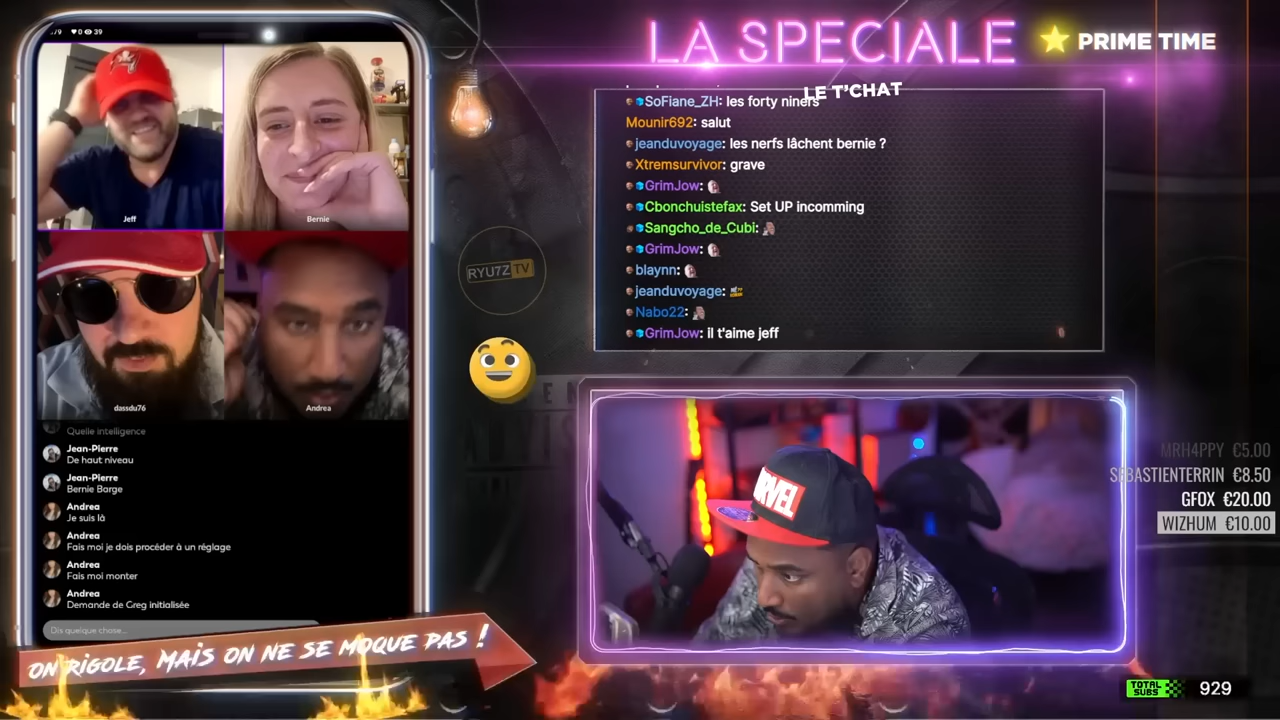 ♥0 39
LA SPECIALE
PRIME TIME
LE T'CHAT
SoFiane_ZH: les forty niners
Mounir692: salut
jeanduvoyage: les nerfs lâchent bernie ?
Xtremsurvivor: grave
GrimJow:
Cbonchuistefax: Set UP incomming
Sangcho_de_Cubi:
GrimJow:
blaynn:
jeanduvoyage:
Nabo22:
GrimJow: il t'aime jeff
Jeff
Bernie
dassdu76
Andrea
Quelle intelligence
Jean-Pierre
De haut niveau
Jean-Pierre
Bernie Barge
Andrea
Je suis là
Andrea
Fais moi je dois procéder à un réglage
Andrea
Fais moi monter
Andrea
Demande de Greg initialisée
Dis quelque chose...
ON RIGOLE, MAIS ON NE SE MOQUE PAS !
RYU7Z TV
MARVEL
MRH4PPY €5.00
SEBASTIENTERRIN €8.50
GFOX €20.00
WIZHUM €10.00
TOTAL SUBS 929